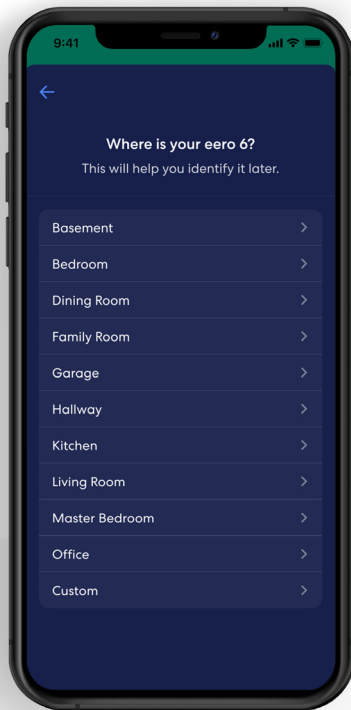 9:41
Where is your eero 6?
This will help you identify it later.
Basement
Bedroom
Dining Room
Family Room
Garage
Hallway
Kitchen
Living Room
Master Bedroom
Office
Custom